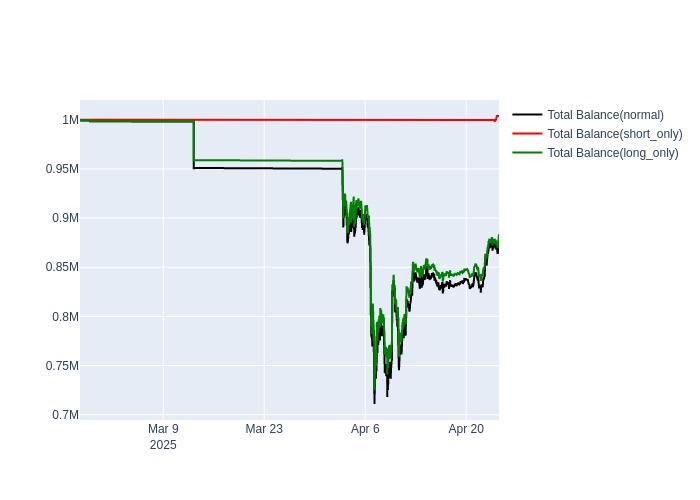 1M
0.95M
0.9M
0.85M
0.8M
0.75M
0.7M
Mar 9
2025
Mar 23
Apr 6
Apr 20
Total Balance(normal)
Total Balance(short_only)
Total Balance(long_only)